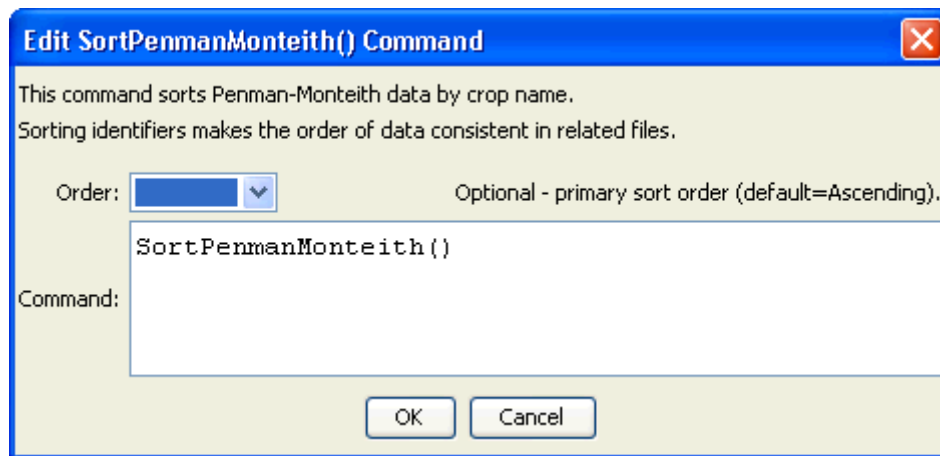 Edit SortPenmanMonteith() Command
This command sorts Penman-Monteith data by crop name.
Sorting identifiers makes the order of data consistent in related files.
Order: Optional - primary sort order (default=Ascending).
SortPenmanMonteith()
Command:
OK Cancel